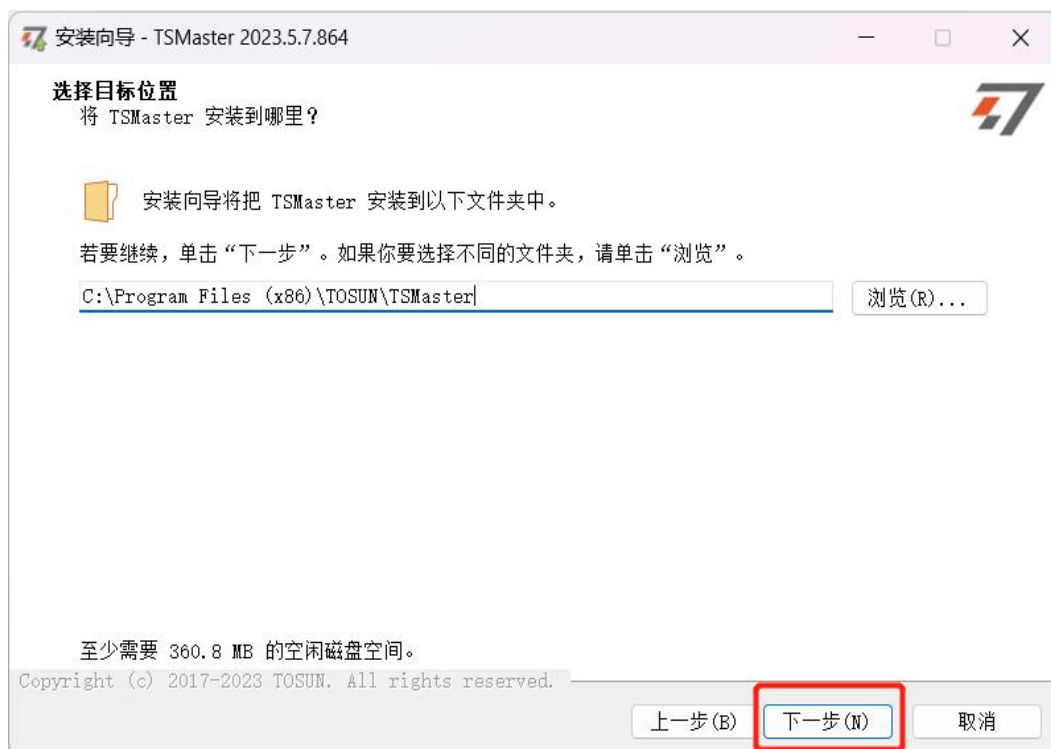 安装向导 - TSMaster 2023.5.7.864
选择目标位置
将 TSMaster 安装到哪里？
安装向导将把 TSMaster 安装到以下文件夹中。
若要继续，单击“下一步”。如果你要选择不同的文件夹，请单击“浏览”。
C:\Program Files (x86)\TOSUN\TSMaster
浏览(R)...
至少需要 360.8 MB 的空闲磁盘空间。
Copyright (c) 2017-2023 TOSUN. All rights reserved.
上一步(B) 下一步(N) 取消